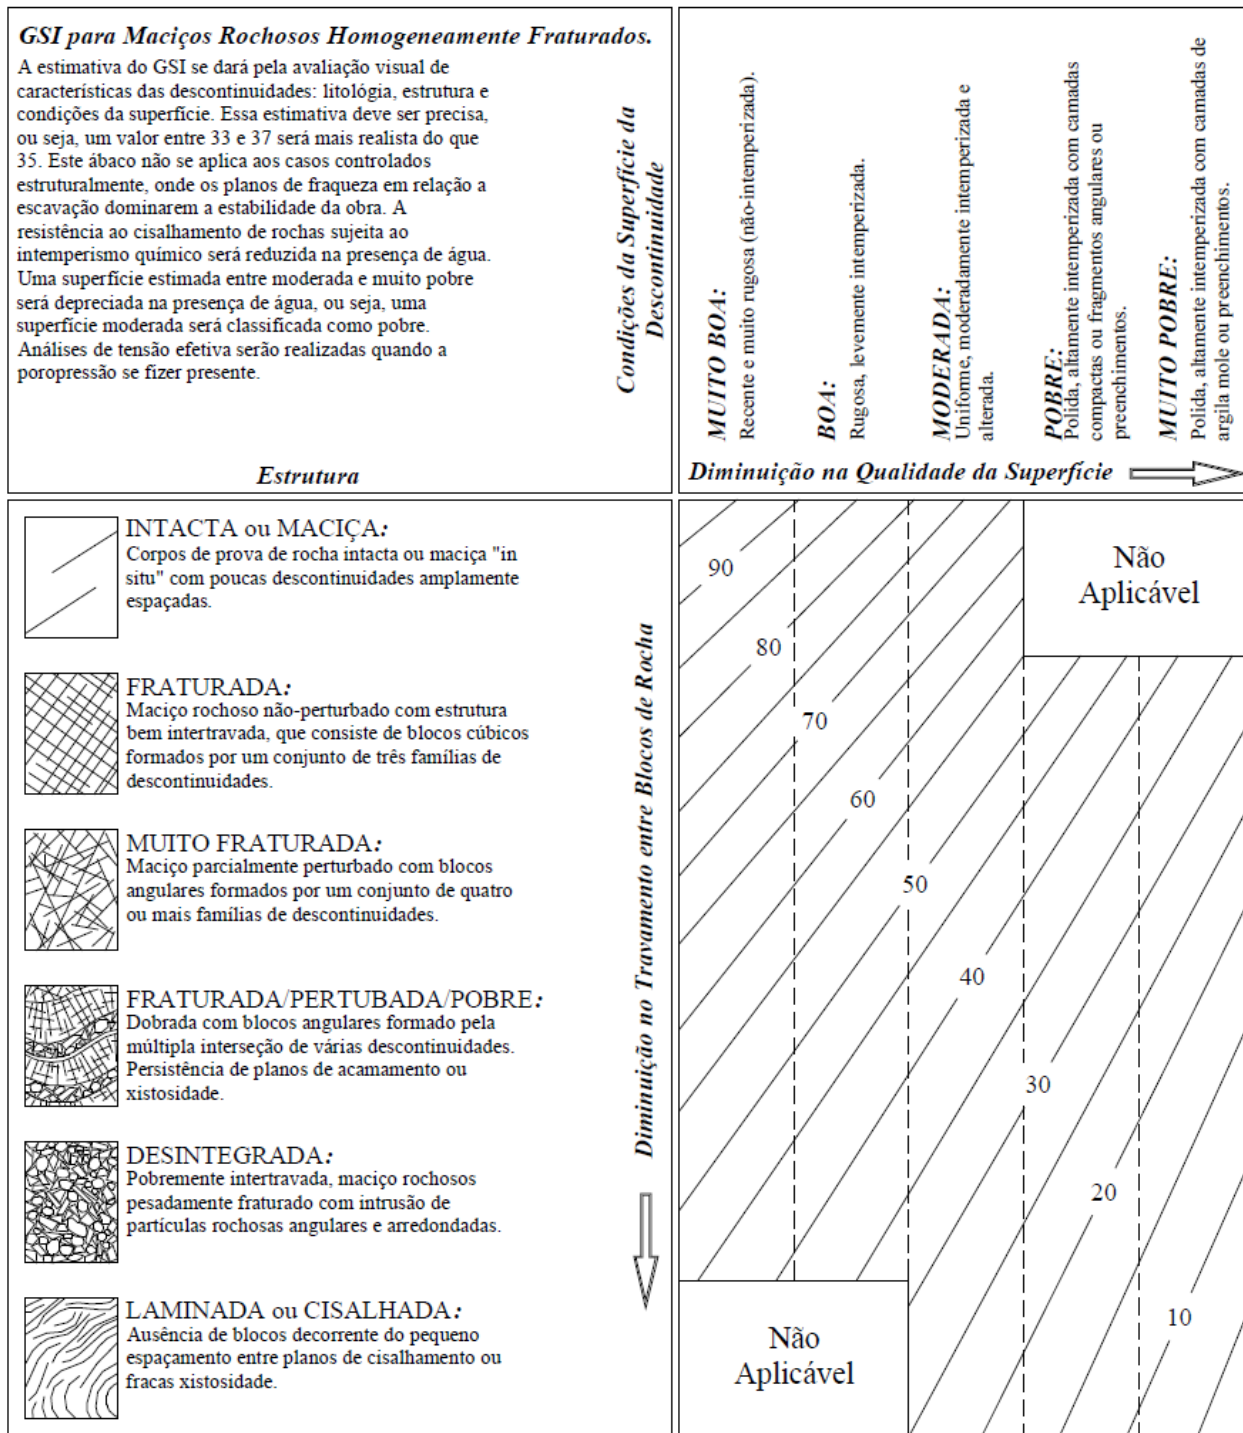 GSI para Maciços Rochosos Homogeneamente Fraturados.
A estimativa do GSI se dará pela avaliação visual de
características das descontinuidades: litológia, estrutura e
condições da superfície. Essa estimativa deve ser precisa,
ou seja, um valor entre 33 e 37 será mais realista do que
35. Este ábaco não se aplica aos casos controlados
estruturalmente, onde os planos de fraqueza em relação a
escavação dominarem a estabilidade da obra. A
resistência ao cisalhamento de rochas sujeita ao
intemperismo químico será reduzida na presença de água.
Uma superfície estimada entre moderada e muito pobre
será depreciada na presença de água, ou seja, uma
superfície moderada será classificada como pobre.
Análises de tensão efetiva serão realizadas quando a
poropressão se fizer presente.
Estrutura
Condições da Superfície da
Descontinuidade
MUITO BOA:
Recente e muito rugosa (não-intemperizada).
BOA:
Rugosa, levemente intemperizada.
MODERADA:
Uniforme, moderadamente intemperizada e
alterada.
POBRE:
Polida, altamente intemperizada com camadas
compactas ou fragmentos angulares ou
preenchimentos.
MUITO POBRE:
Polida, altamente intemperizada com camadas de
argila mole ou preenchimentos.
Diminuição na Qualidade da Superfície
INTACTA ou MACIÇA:
Corpos de prova de rocha intacta ou maciça "in
situ" com poucas descontinuidades amplamente
espaçadas.
FRATURADA:
Maciço rochoso não-perturbado com estrutura
bem intertravada, que consiste de blocos cúbicos
formados por um conjunto de três famílias de
descontinuidades.
MUITO FRATURADA:
Maciço parcialmente perturbado com blocos
angulares formados por um conjunto de quatro
ou mais famílias de descontinuidades.
FRATURADA/PERTUBADA/POBRE:
Dobrada com blocos angulares formado pela
múltipla interseção de várias descontinuidades.
Persistência de planos de acamamento ou
xistosidade.
DESINTEGRADA:
Pobremente intertravada, maciço rochosos
pesadamente fraturado com intrusão de
partículas rochosas angulares e arredondadas.
LAMINADA ou CISALHADA:
Ausência de blocos decorrente do pequeno
espaçamento entre planos de cisalhamento ou
fracas xistosidade.
Diminuição no Travamento entre Blocos de Rocha
Não
Aplicável
90
80
70
60
50
40
30
20
10
Não
Aplicável